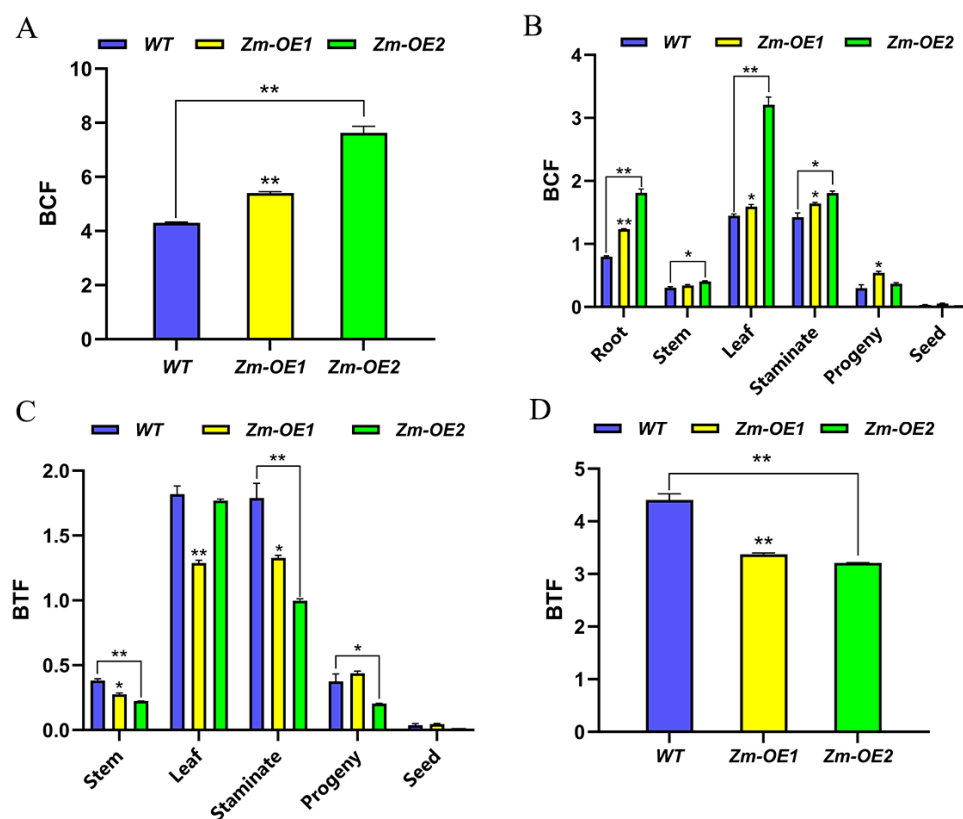 A
WT Zm-OE1 Zm-OE2
BCF
10
8
6
4
2
0
**
**
WT Zm-OE1 Zm-OE2
B
WT Zm-OE1 Zm-OE2
BCF
4
3
2
1
0
**
**
*
**
*
*
*
*
Root Stem Leaf Staminate Progeny Seed
C
WT Zm-OE1 Zm-OE2
BTF
2.0
1.5
1.0
0.5
0.0
**
*
**
**
*
*
Stem Leaf Staminate Progeny Seed
D
WT Zm-OE1 Zm-OE2
BTF
5
4
3
2
1
0
**
**
WT Zm-OE1 Zm-OE2